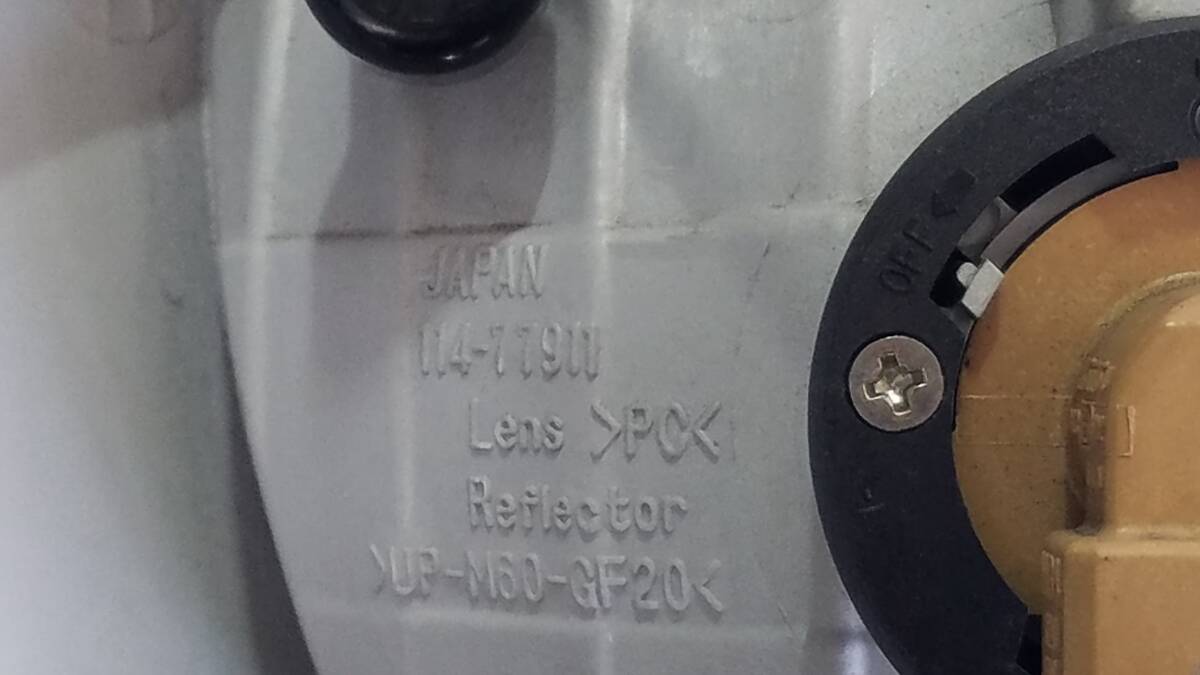 JAPAN
114-77911
Lens >PC<
Reflector
>UP-M60-GF20<
OFF